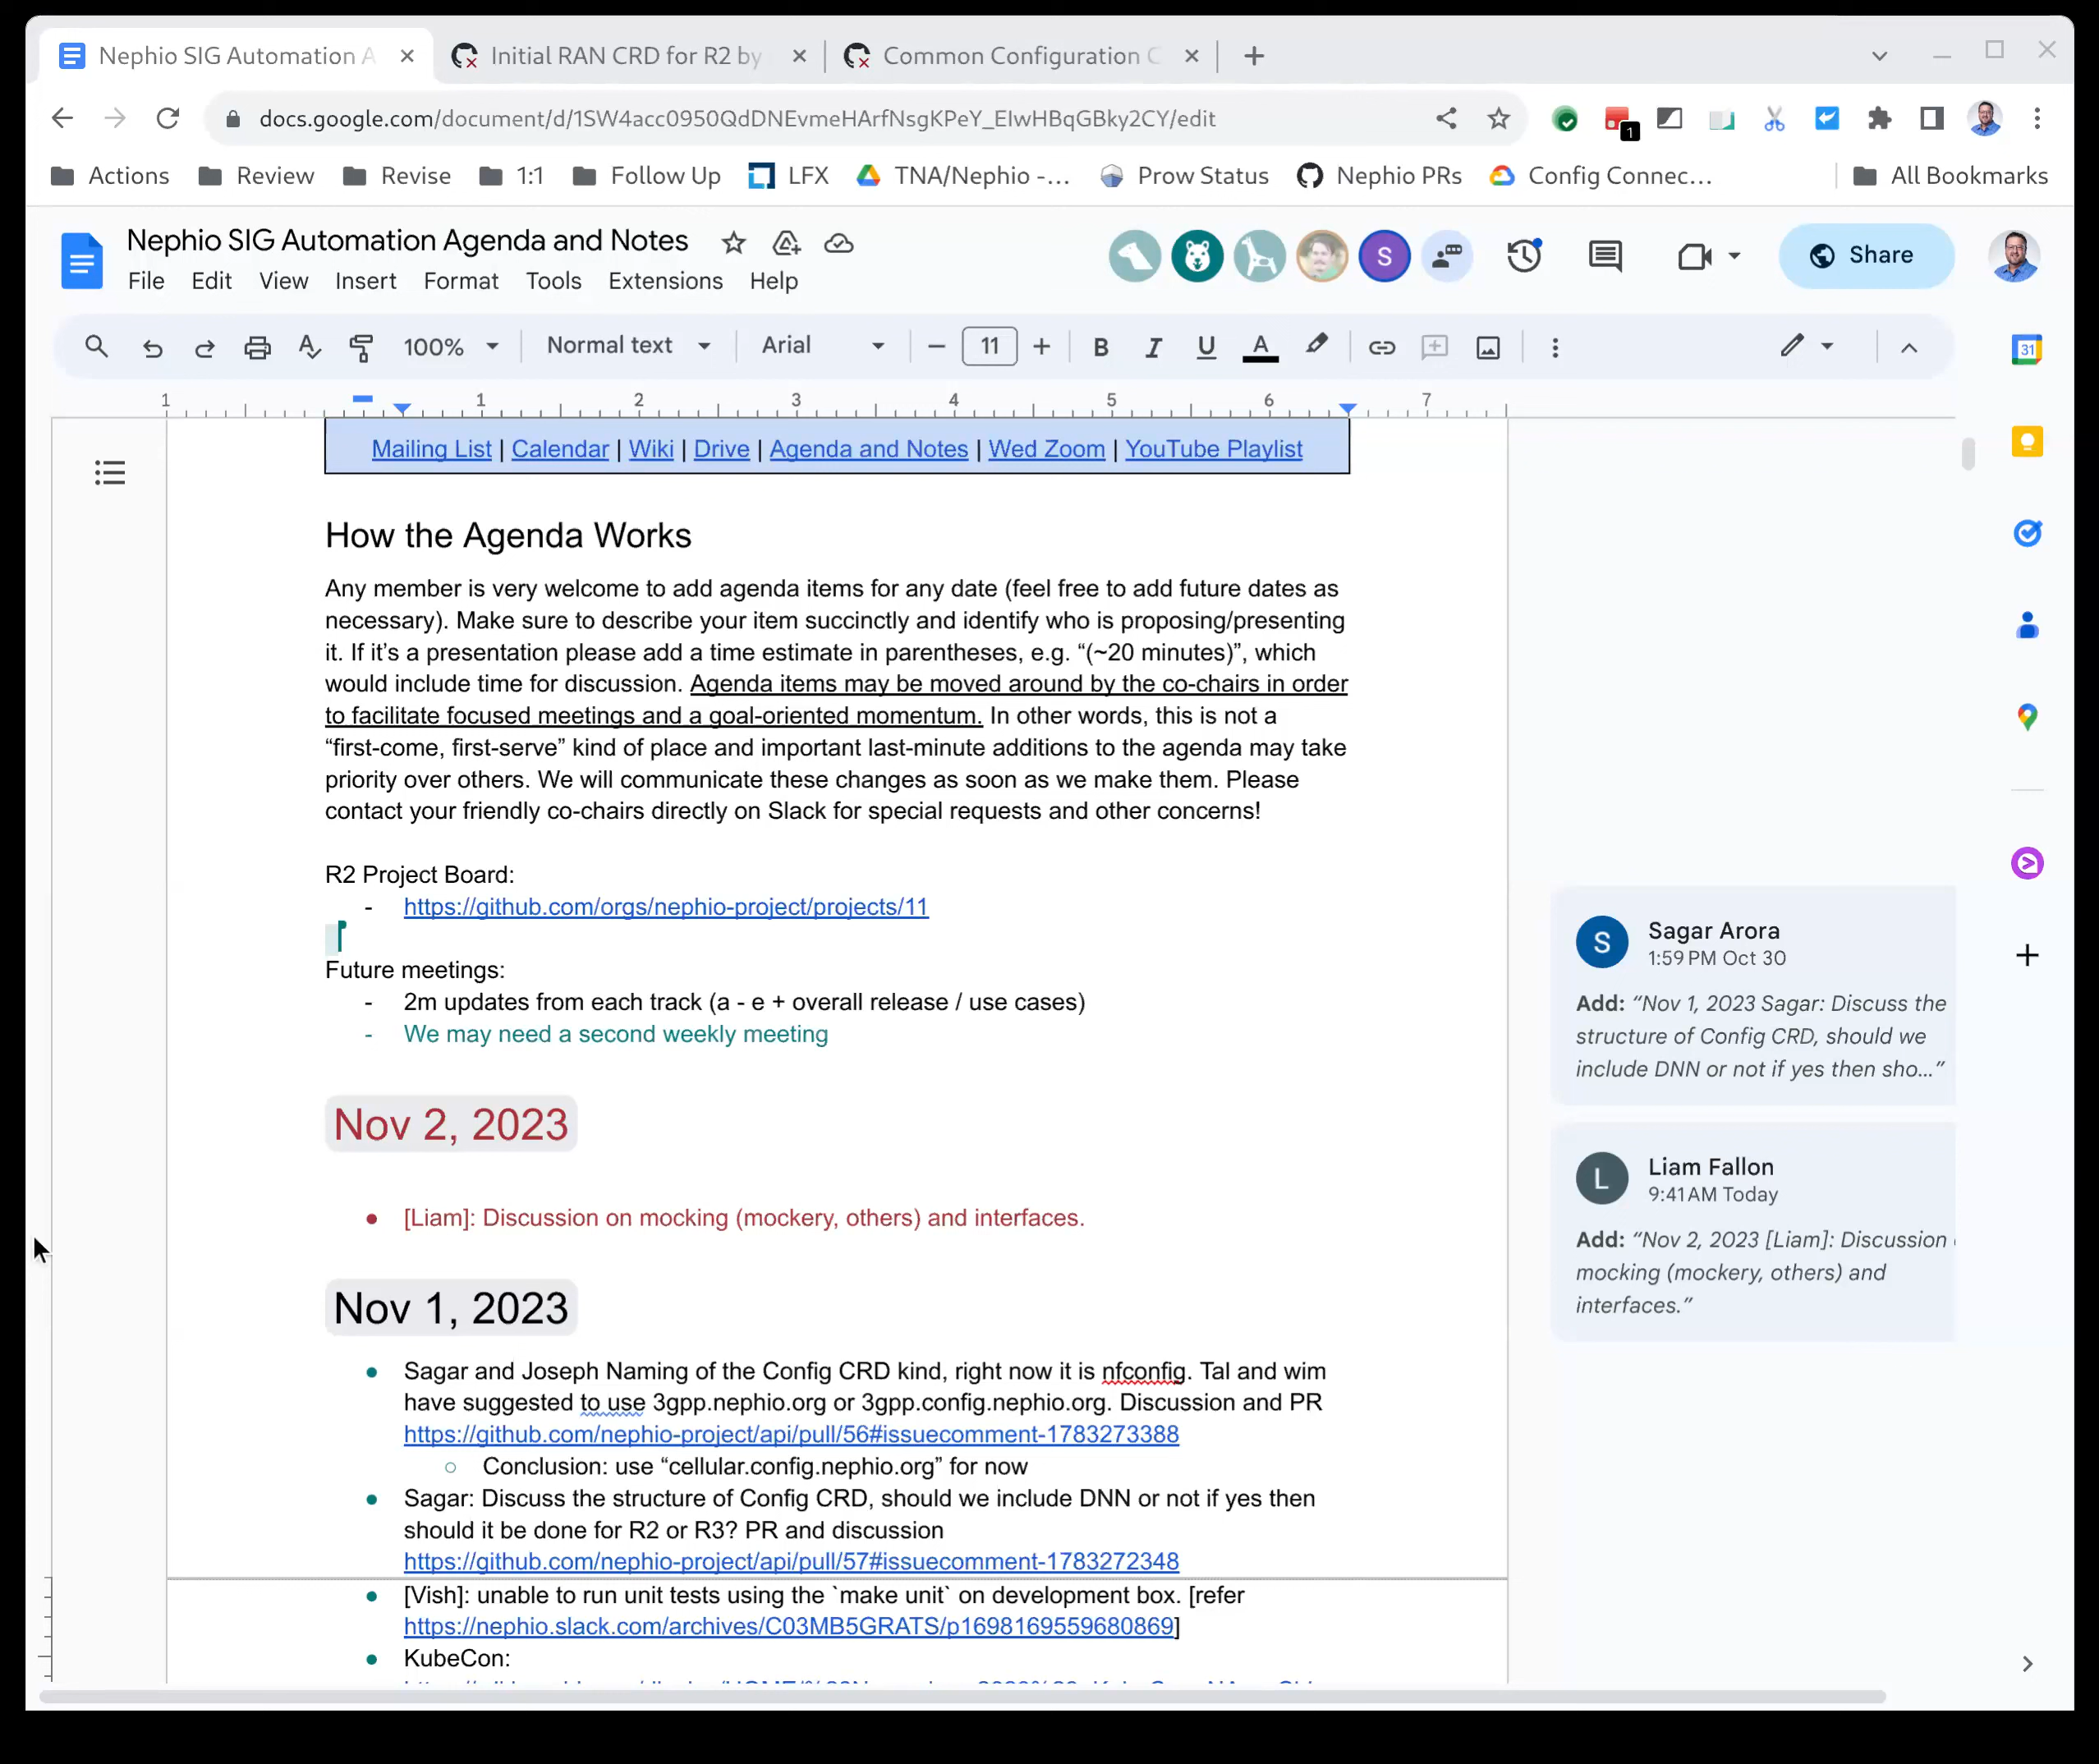 Nephio SIG Automation A
Initial RAN CRD for R2 by
Common Configuration C
docs.google.com/document/d/1SW4acc0950QdDNEvmeHArfNsgKPeY_EIwHBqGBky2CY/edit
1
Actions Review Revise 1:1 Follow Up LFX TNA/Nephio -... Prow Status Nephio PRs Config Connec... All Bookmarks
Nephio SIG Automation Agenda and Notes
S
Share
File Edit View Insert Format Tools Extensions Help
100% Normal text Arial 11 B I U A
31
1 1 2 3 4 5 6 7
Mailing List | Calendar | Wiki | Drive | Agenda and Notes | Wed Zoom | YouTube Playlist
How the Agenda Works
Any member is very welcome to add agenda items for any date (feel free to add future dates as
necessary). Make sure to describe your item succinctly and identify who is proposing/presenting
it. If it’s a presentation please add a time estimate in parentheses, e.g. “(~20 minutes)”, which
would include time for discussion. Agenda items may be moved around by the co-chairs in order
to facilitate focused meetings and a goal-oriented momentum. In other words, this is not a
“first-come, first-serve” kind of place and important last-minute additions to the agenda may take
priority over others. We will communicate these changes as soon as we make them. Please
contact your friendly co-chairs directly on Slack for special requests and other concerns!
R2 Project Board:
- https://github.com/orgs/nephio-project/projects/11
Future meetings:
- 2m updates from each track (a - e + overall release / use cases)
- We may need a second weekly meeting
Nov 2, 2023
● [Liam]: Discussion on mocking (mockery, others) and interfaces.
Nov 1, 2023
● Sagar and Joseph Naming of the Config CRD kind, right now it is nfconfig. Tal and wim
have suggested to use 3gpp.nephio.org or 3gpp.config.nephio.org. Discussion and PR
https://github.com/nephio-project/api/pull/56#issuecomment-1783273388
○ Conclusion: use “cellular.config.nephio.org” for now
● Sagar: Discuss the structure of Config CRD, should we include DNN or not if yes then
should it be done for R2 or R3? PR and discussion
https://github.com/nephio-project/api/pull/57#issuecomment-1783272348
● [Vish]: unable to run unit tests using the `make unit` on development box. [refer
https://nephio.slack.com/archives/C03MB5GRATS/p1698169559680869]
● KubeCon:
S
Sagar Arora
1:59 PM Oct 30
Add: “Nov 1, 2023 Sagar: Discuss the
structure of Config CRD, should we
include DNN or not if yes then sho...”
L
Liam Fallon
9:41 AM Today
Add: “Nov 2, 2023 [Liam]: Discussion
mocking (mockery, others) and
interfaces.”